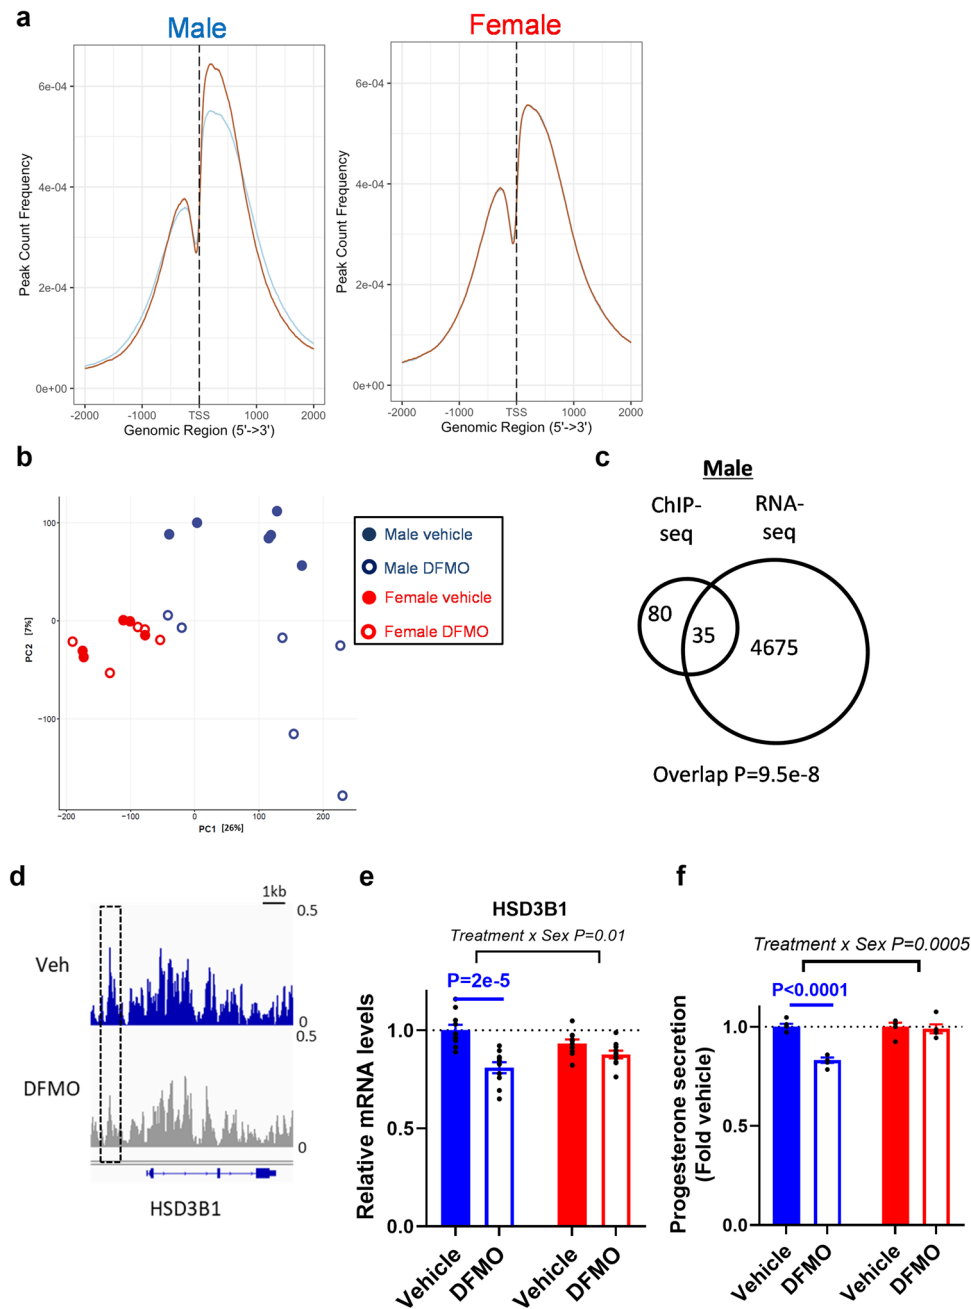 a
Male
Female
Peak Count Frequency
6e-04
4e-04
2e-04
0e+00
-2000
-1000
TSS
1000
2000
Genomic Region (5'->3')
Peak Count Frequency
6e-04
4e-04
2e-04
0e+00
-2000
-1000
TSS
1000
2000
Genomic Region (5'->3')
b
PC2 [7%]
100
0
−100
−200
−100
0
100
200
PC1 [26%]
Male vehicle
Male DFMO
Female vehicle
Female DFMO
c
Male
ChIP-
seq
RNA-
seq
80
35
4675
Overlap P=9.5e-8
d
1kb
0.5
Veh
0
0.5
DFMO
0
HSD3B1
e
HSD3B1
Treatment x Sex P=0.01
P=2e-5
Relative mRNA levels
1.0
0.5
0.0
Vehicle
DFMO
Vehicle
DFMO
f
Treatment x Sex P=0.0005
P<0.0001
Progesterone secretion
(Fold vehicle)
1.0
0.5
0.0
Vehicle
DFMO
Vehicle
DFMO